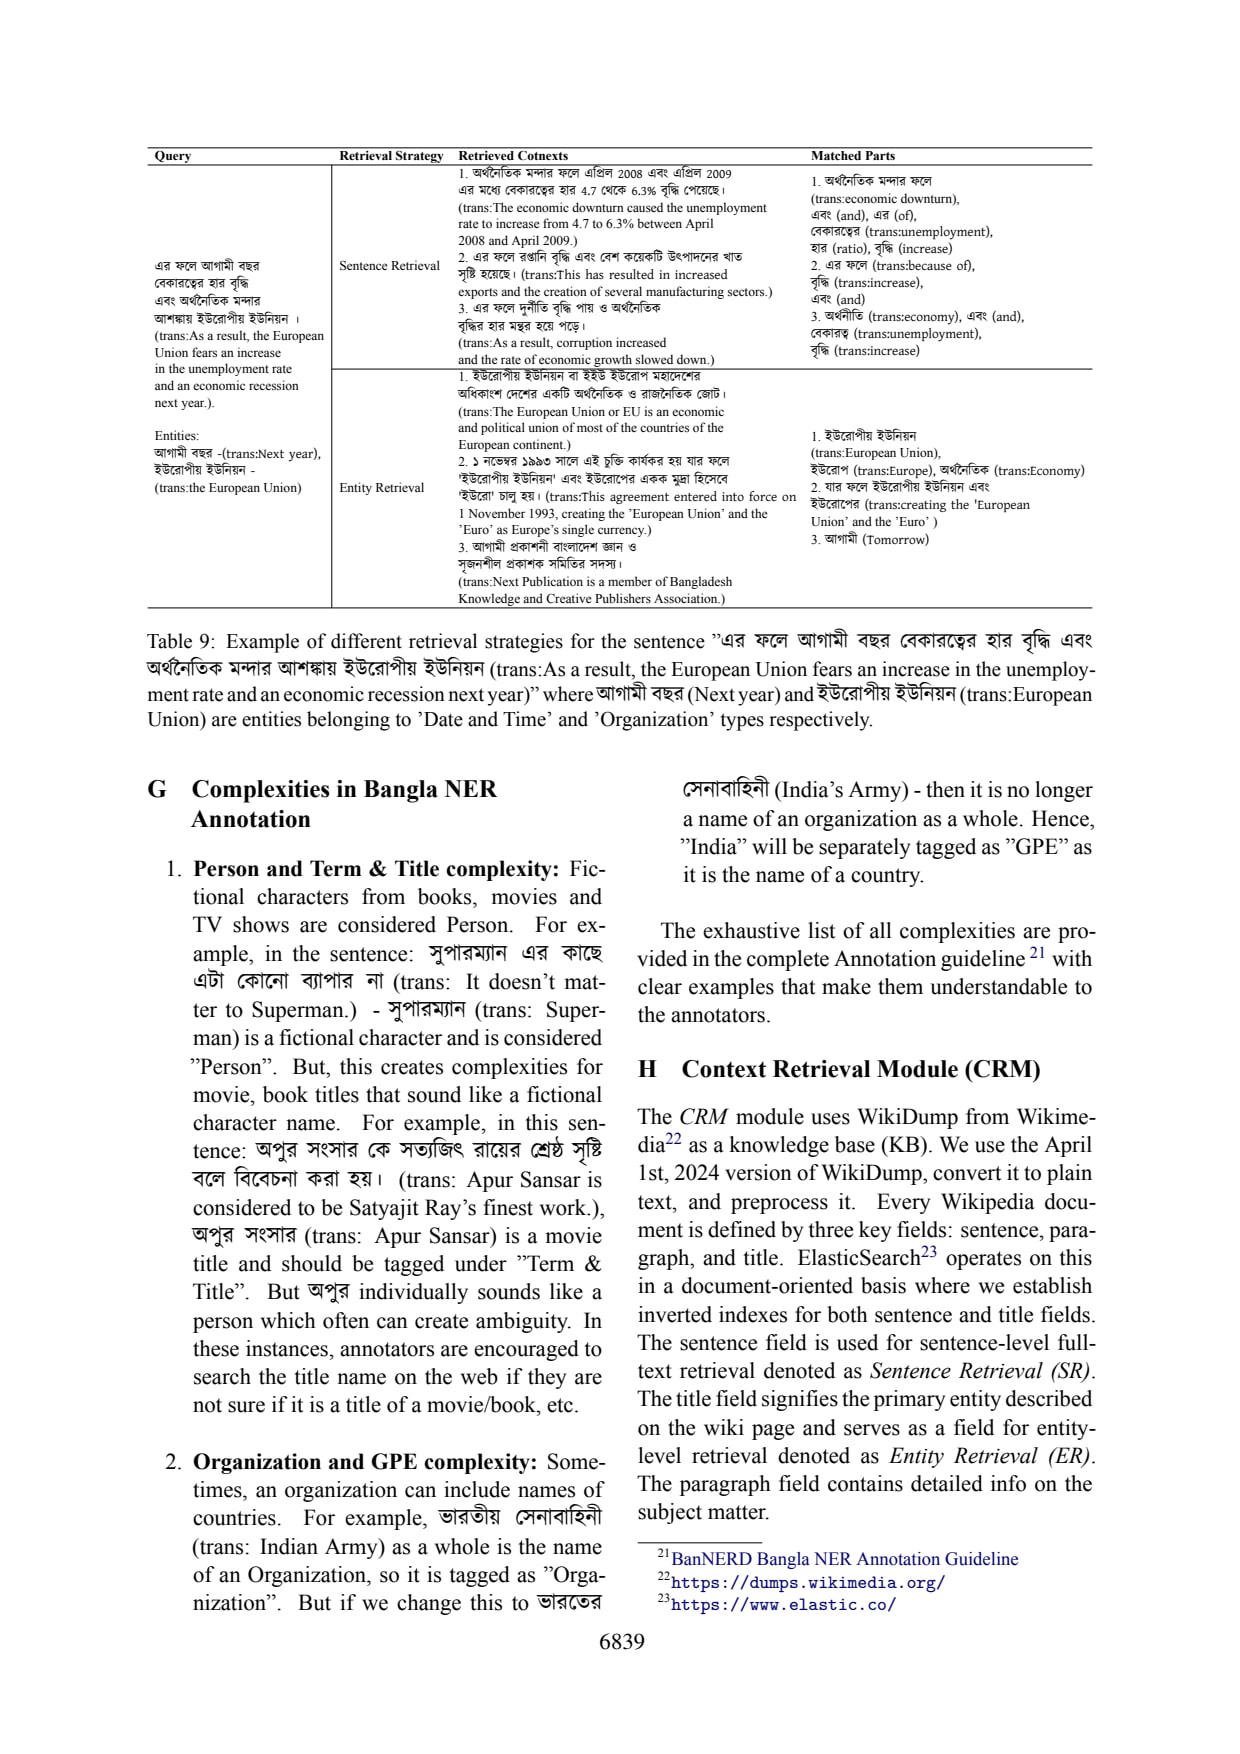 Query Retrieval Strategy Retrieved Cotnexts Matched Parts
এর ফলে আগামী বছর
বেকারত্বের হার বৃদ্ধি
এবং অর্থনৈতিক মন্দার
আশঙ্কায় ইউরোপীয় ইউনিয়ন ।
(trans:As a result, the European
Union fears an increase
in the unemployment rate
and an economic recession
next year.).
Entities:
আগামী বছর -(trans:Next year),
ইউরোপীয় ইউনিয়ন -
(trans:the European Union)
Sentence Retrieval
1. অর্থনৈতিক মন্দার ফলে এপ্রিল 2008 এবং এপ্রিল 2009
এর মধ্যে বেকারত্বের হার 4.7 থেকে 6.3% বৃদ্ধি পেয়েছে।
(trans:The economic downturn caused the unemployment
rate to increase from 4.7 to 6.3% between April
2008 and April 2009.)
2. এর ফলে রপ্তানি বৃদ্ধি এবং বেশ কয়েকটি উৎপাদনের খাত
সৃষ্টি হয়েছে। (trans:This has resulted in increased
exports and the creation of several manufacturing sectors.)
3. এর ফলে দুর্নীতি বৃদ্ধি পায় ও অর্থনৈতিক
বৃদ্ধির হার মন্থর হয়ে পড়ে।
(trans:As a result, corruption increased
and the rate of economic growth slowed down.)
1. অর্থনৈতিক মন্দার ফলে
(trans:economic downturn),
এবং (and), এর (of),
বেকারত্বের (trans:unemployment),
হার (ratio), বৃদ্ধি (increase)
2. এর ফলে (trans:because of),
বৃদ্ধি (trans:increase),
এবং (and)
3. অর্থনীতি (trans:economy), এবং (and),
বেকারত্ব (trans:unemployment),
বৃদ্ধি (trans:increase)
Entity Retrieval
1. ইউরোপীয় ইউনিয়ন বা ইইউ ইউরোপ মহাদেশের
অধিকাংশ দেশের একটি অর্থনৈতিক ও রাজনৈতিক জোট।
(trans:The European Union or EU is an economic
and political union of most of the countries of the
European continent.)
2. ১ নভেম্বর ১৯৯৩ সালে এই চুক্তি কার্যকর হয় যার ফলে
'ইউরোপীয় ইউনিয়ন' এবং ইউরোপের একক মুদ্রা হিসেবে
'ইউরো' চালু হয়। (trans:This agreement entered into force on
1 November 1993, creating the ’European Union’ and the
’Euro’ as Europe’s single currency.)
3. আগামী প্রকাশনী বাংলাদেশ জ্ঞান ও
সৃজনশীল প্রকাশক সমিতির সদস্য।
(trans:Next Publication is a member of Bangladesh
Knowledge and Creative Publishers Association.)
1. ইউরোপীয় ইউনিয়ন
(trans:European Union),
ইউরোপ (trans:Europe), অর্থনৈতিক (trans:Economy)
2. যার ফলে ইউরোপীয় ইউনিয়ন এবং
ইউরোপের (trans:creating the 'European
Union’ and the ’Euro’ )
3. আগামী (Tomorrow)
Table 9: Example of different retrieval strategies for the sentence ”এর ফলে আগামী বছর বেকারত্বের হার বৃদ্ধি এবং
অর্থনৈতিক মন্দার আশঙ্কায় ইউরোপীয় ইউনিয়ন (trans:As a result, the European Union fears an increase in the unemploy-
ment rate and an economic recession next year)” where আগামী বছর (Next year) and ইউরোপীয় ইউনিয়ন (trans:European
Union) are entities belonging to ’Date and Time’ and ’Organization’ types respectively.
G Complexities in Bangla NER
Annotation
1. Person and Term & Title complexity: Fic-
tional characters from books, movies and
TV shows are considered Person. For ex-
ample, in the sentence: সুপারম্যান এর কাছে
এটা কোনো ব্যাপার না (trans: It doesn’t mat-
ter to Superman.) - সুপারম্যান (trans: Super-
man) is a fictional character and is considered
”Person”. But, this creates complexities for
movie, book titles that sound like a fictional
character name. For example, in this sen-
tence: অপুর সংসার কে সত্যজিৎ রায়ের শ্রেষ্ঠ সৃষ্টি
বলে বিবেচনা করা হয়। (trans: Apur Sansar is
considered to be Satyajit Ray’s finest work.),
অপুর সংসার (trans: Apur Sansar) is a movie
title and should be tagged under ”Term &
Title”. But অপুর individually sounds like a
person which often can create ambiguity. In
these instances, annotators are encouraged to
search the title name on the web if they are
not sure if it is a title of a movie/book, etc.
2. Organization and GPE complexity: Some-
times, an organization can include names of
countries. For example, ভারতীয় সেনাবাহিনী
(trans: Indian Army) as a whole is the name
of an Organization, so it is tagged as ”Orga-
nization”. But if we change this to ভারতের
সেনাবাহিনী (India’s Army) - then it is no longer
a name of an organization as a whole. Hence,
”India” will be separately tagged as ”GPE” as
it is the name of a country.
The exhaustive list of all complexities are pro-
vided in the complete Annotation guideline 21 with
clear examples that make them understandable to
the annotators.
H Context Retrieval Module (CRM)
The CRM module uses WikiDump from Wikime-
dia22 as a knowledge base (KB). We use the April
1st, 2024 version of WikiDump, convert it to plain
text, and preprocess it. Every Wikipedia docu-
ment is defined by three key fields: sentence, para-
graph, and title. ElasticSearch23 operates on this
in a document-oriented basis where we establish
inverted indexes for both sentence and title fields.
The sentence field is used for sentence-level full-
text retrieval denoted as Sentence Retrieval (SR).
The title field signifies the primary entity described
on the wiki page and serves as a field for entity-
level retrieval denoted as Entity Retrieval (ER).
The paragraph field contains detailed info on the
subject matter.
21BanNERD Bangla NER Annotation Guideline
22https://dumps.wikimedia.org/
23https://www.elastic.co/
6839